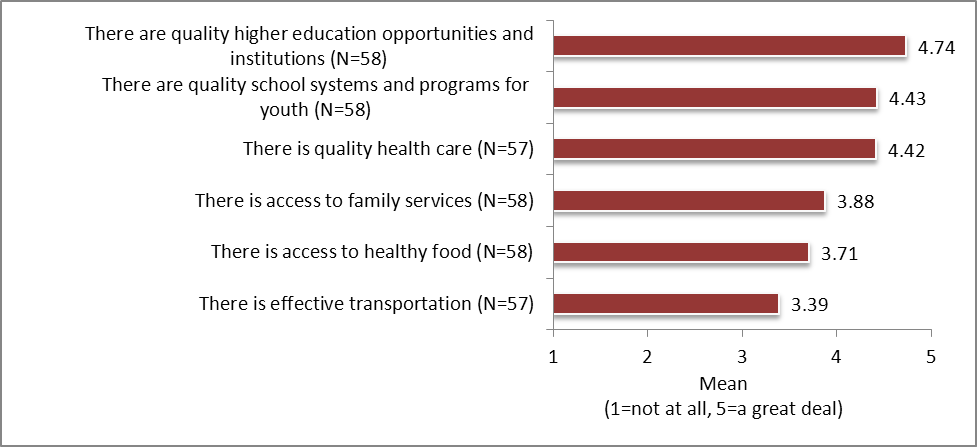 There are quality higher education opportunities and
institutions (N=58)
4.74
There are quality school systems and programs for
youth (N=58)
4.43
There is quality health care (N=57)
4.42
There is access to family services (N=58)
3.88
There is access to healthy food (N=58)
3.71
There is effective transportation (N=57)
3.39
1 2 3 4 5
Mean
(1=not at all, 5=a great deal)